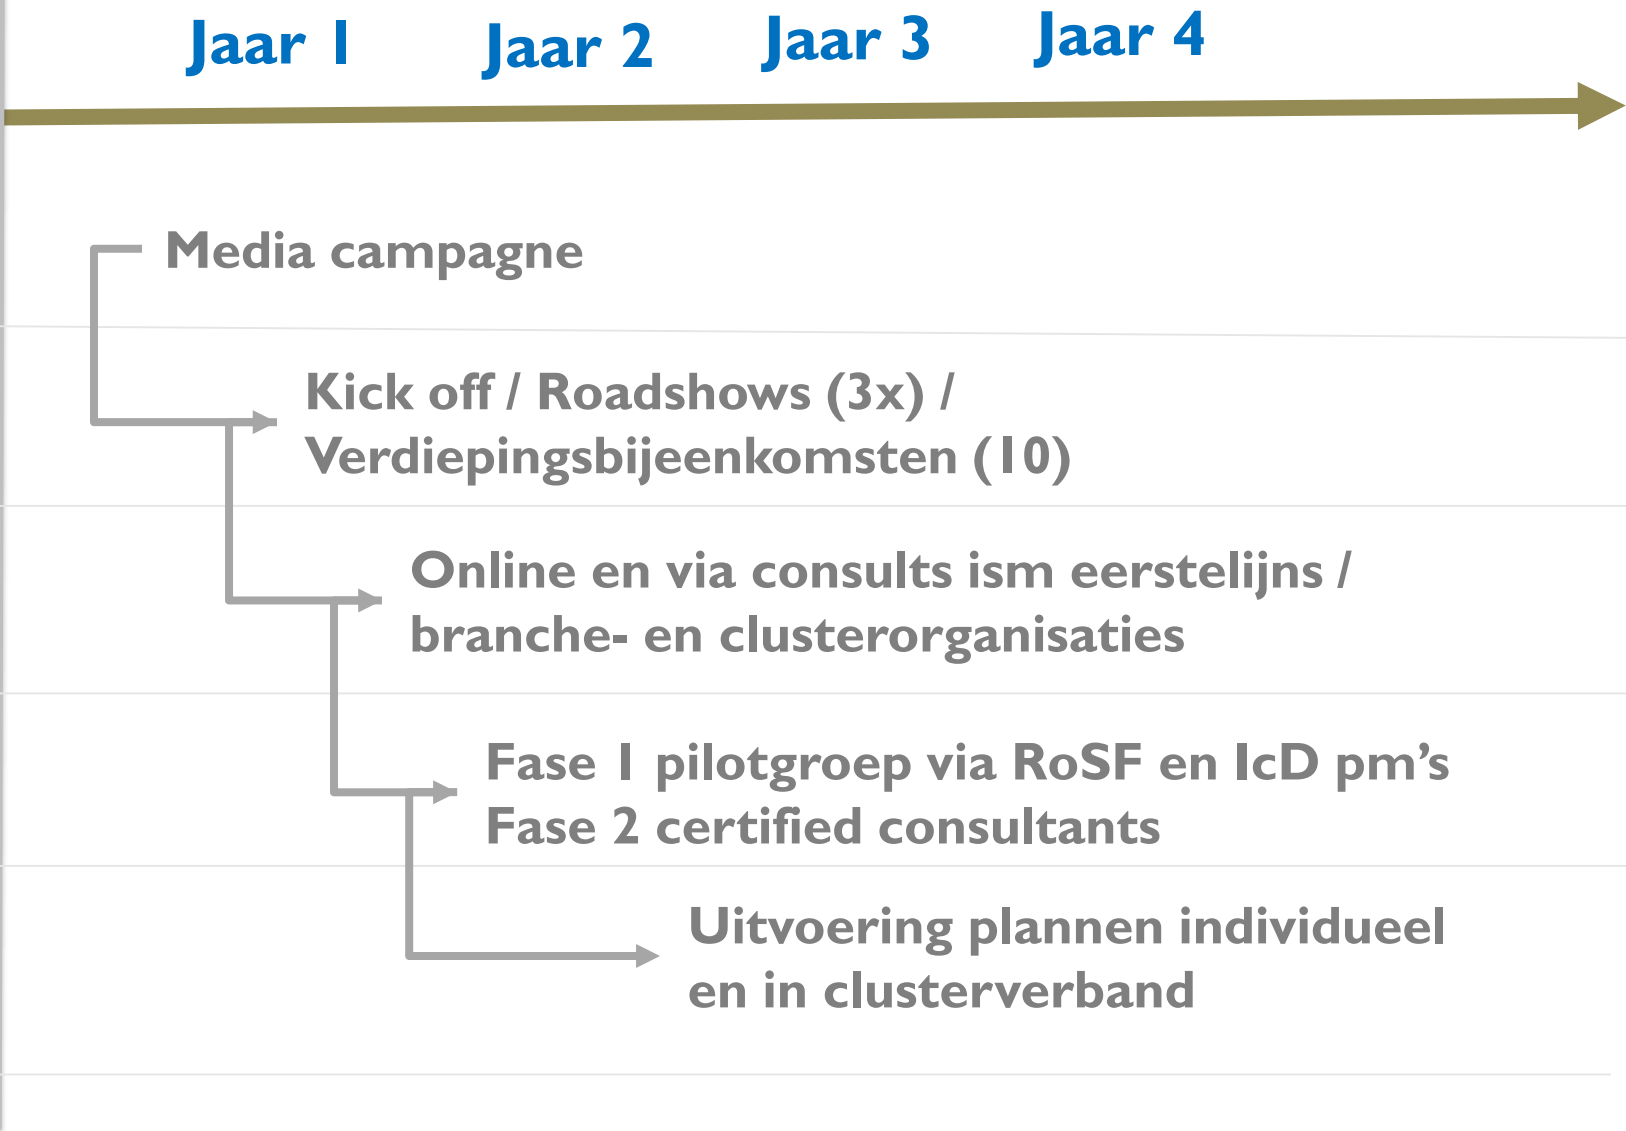 Jaar 1 Jaar 2 Jaar 3 Jaar 4
Media campagne
Kick off / Roadshows (3x) /
Verdiepingsbijeenkomsten (10)
Online en via consults ism eerstelijns /
branche- en clusterorganisaties
Fase 1 pilotgroep via RoSF en IcD pm’s
Fase 2 certified consultants
Uitvoering plannen individueel
en in clusterverband